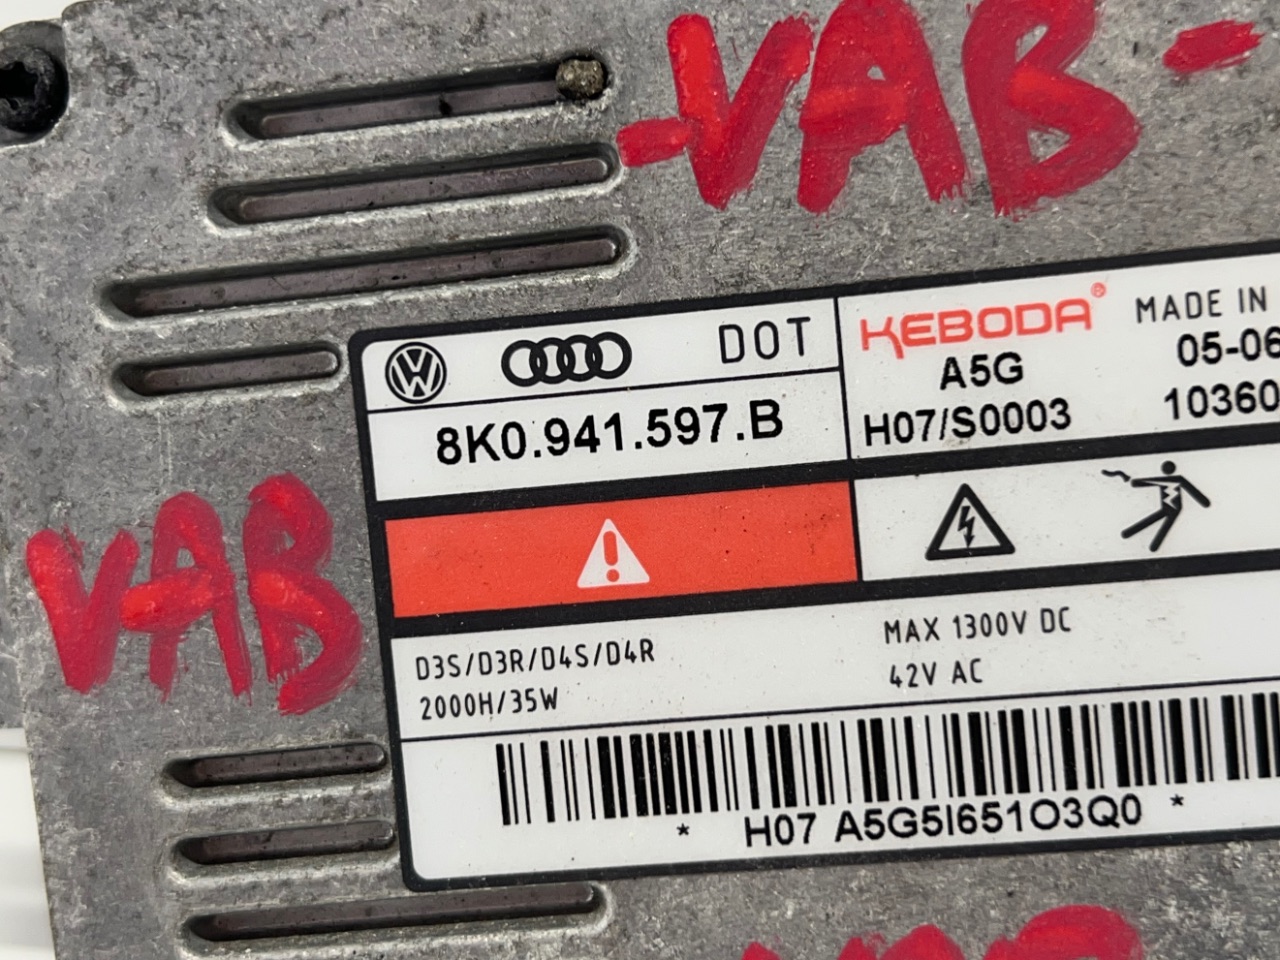 -VAB-
DOT
8K0.941.597.B
KEBODA®
A5G
H07/S0003
MADE IN
05-06
10360
VAB
D3S/D3R/D4S/D4R
2000H/35W
MAX 1300V DC
42V AC
* H07 A5G5I651O3Q0 *